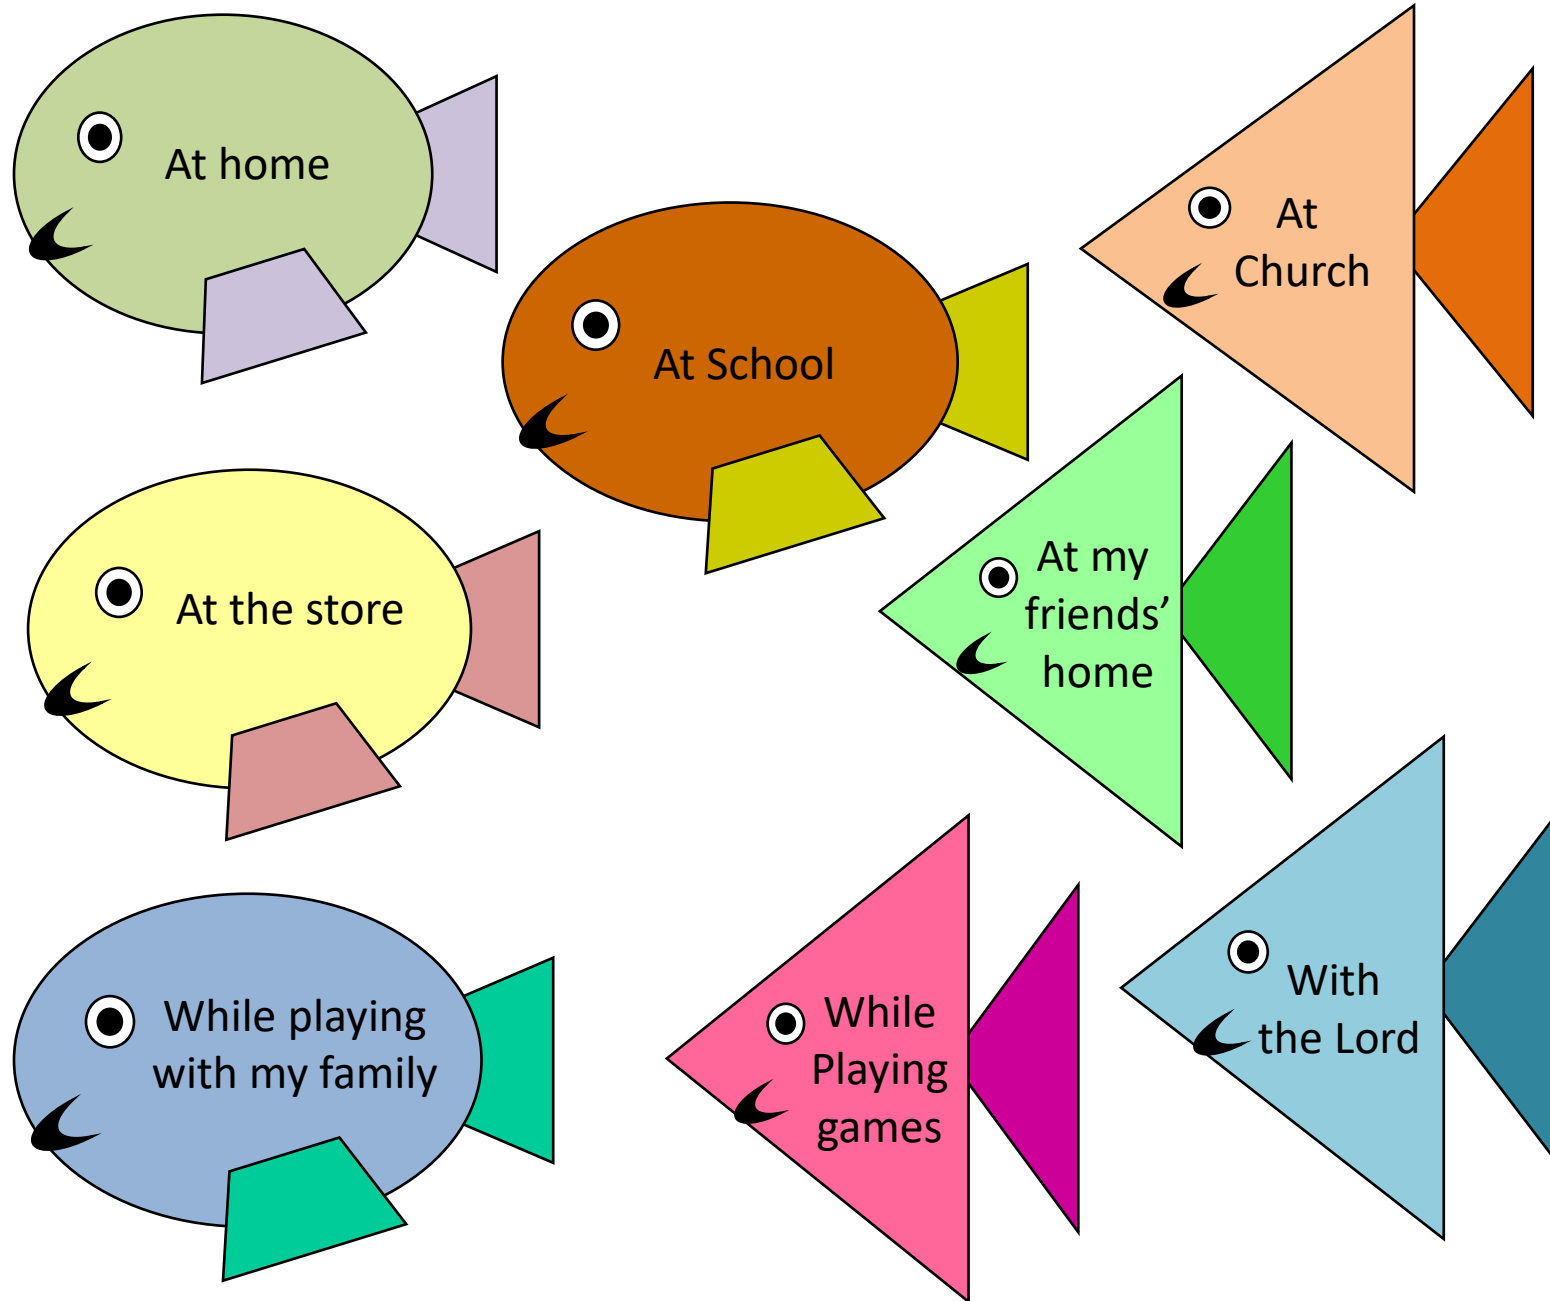 At home
At School
At
Church
At the store
At my
friends’
home
While playing
with my family
While
Playing
games
With
the Lord